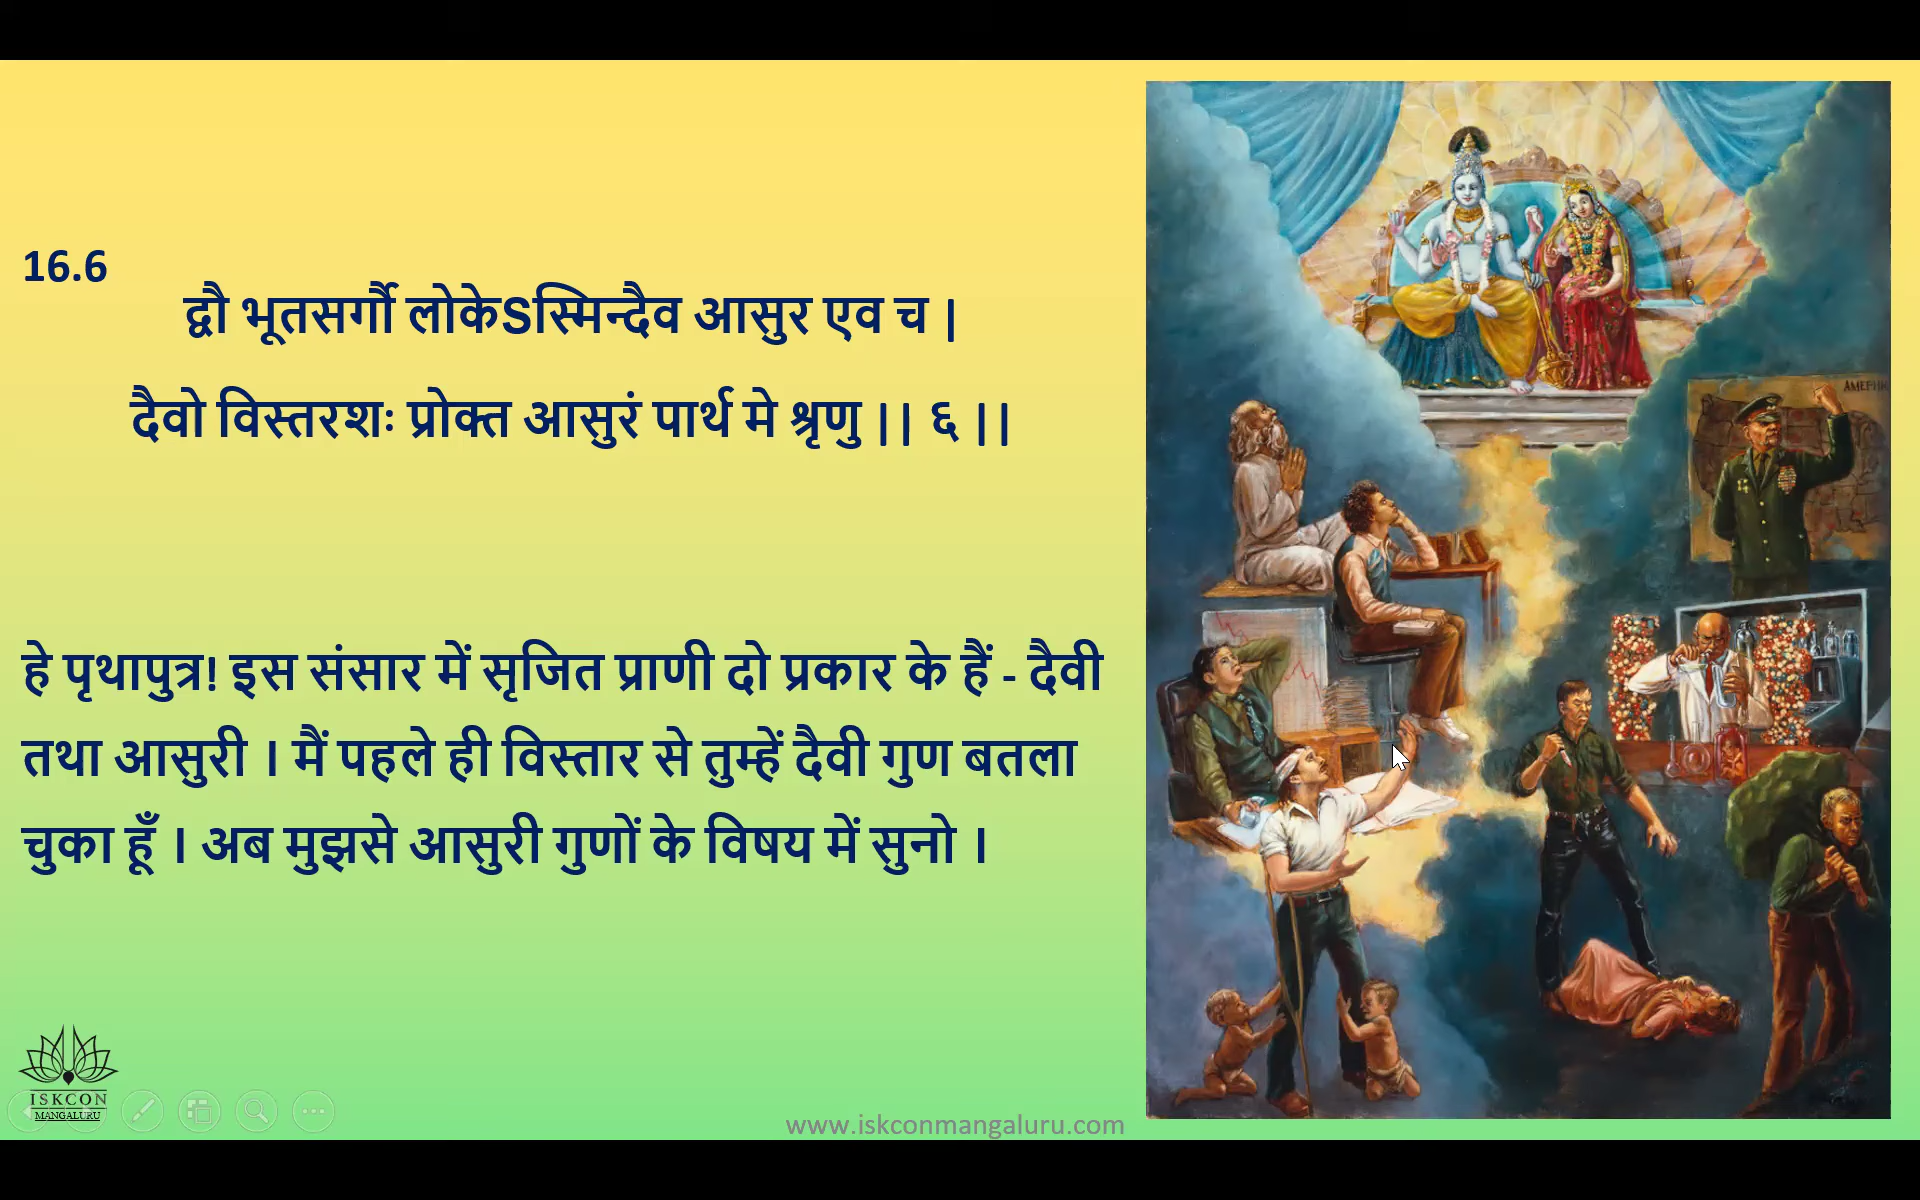 16.6
द्वौ भूतसर्गौ लोकेSस्मिन्दैव आसुर एव च |
दैवो विस्तरशः प्रोक्त आसुरं पार्थ मे श्रृणु || ६ ||
हे पृथापुत्र! इस संसार में सृजित प्राणी दो प्रकार के हैं - दैवी
तथा आसुरी । मैं पहले ही विस्तार से तुम्हें दैवी गुण बतला
चुका हूँ । अब मुझसे आसुरी गुणों के विषय में सुनो ।
ISKCON
MANGALURU
www.iskconmangaluru.com